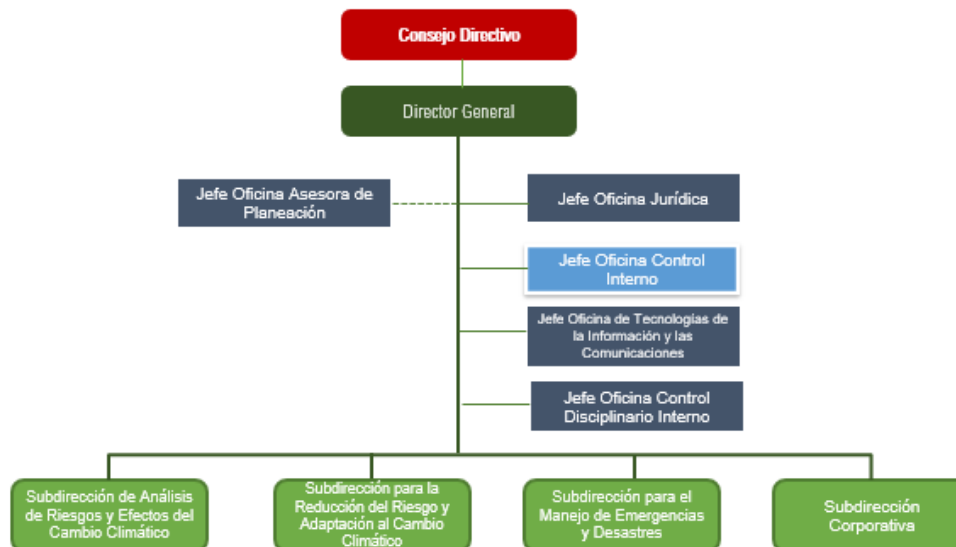 Consejo Directivo
Director General
Jefe Oficina Asesora de
Planeación
Jefe Oficina Jurídica
Jefe Oficina Control
Interno
Jefe Oficina de Tecnologías de
la Información y las
Comunicaciones
Jefe Oficina Control
Disciplinario Interno
Subdirección de Análisis
de Riesgos y Efectos del
Cambio Climático
Subdirección para la
Reducción del Riesgo y
Adaptación al Cambio
Climático
Subdirección para el
Manejo de Emergencias
y Desastres
Subdirección
Corporativa